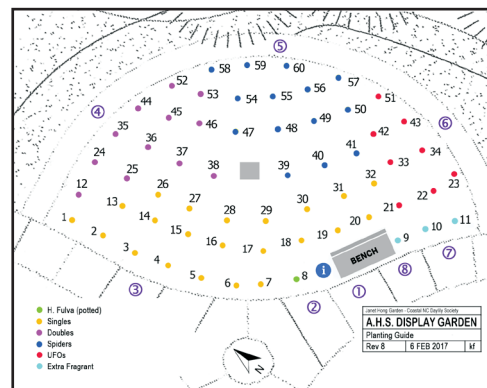 58 59 60
52 57
53 54 55 56
44 51
45 46 50 43
35 49
36 47 48 42
24 37 41 34
25 38 39 40 33
12 26 32 23
13 27 31 22
1 14 28 29 30 21 11
2 15 16 20 10
3 17 18 19 9
4
5 6 7 8
④ ⑤ ⑥
③ ② ① ⑧ ⑦
i
BENCH
N
H. Fulva (potted)
Singles
Doubles
Spiders
UFOs
Extra Fragrant
Janet Hong Garden - Coastal NC Daylily Society
A.H.S. DISPLAY GARDEN
Planting Guide
Rev 8 6 FEB 2017 kf